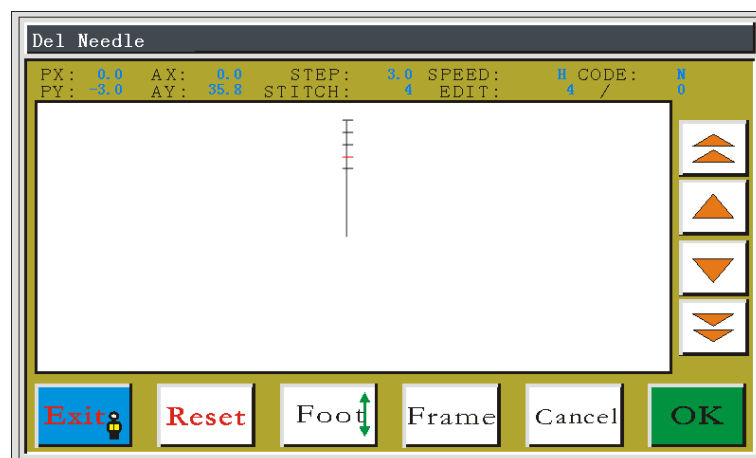 Del Needle
PX: 0.0 AX: 0.0 STEP: 3.0 SPEED: H CODE: N
PY: -3.0 AY: 35.8 STITCH: 4 EDIT: 4 / 0
Exit Reset Foot Frame Cancel OK